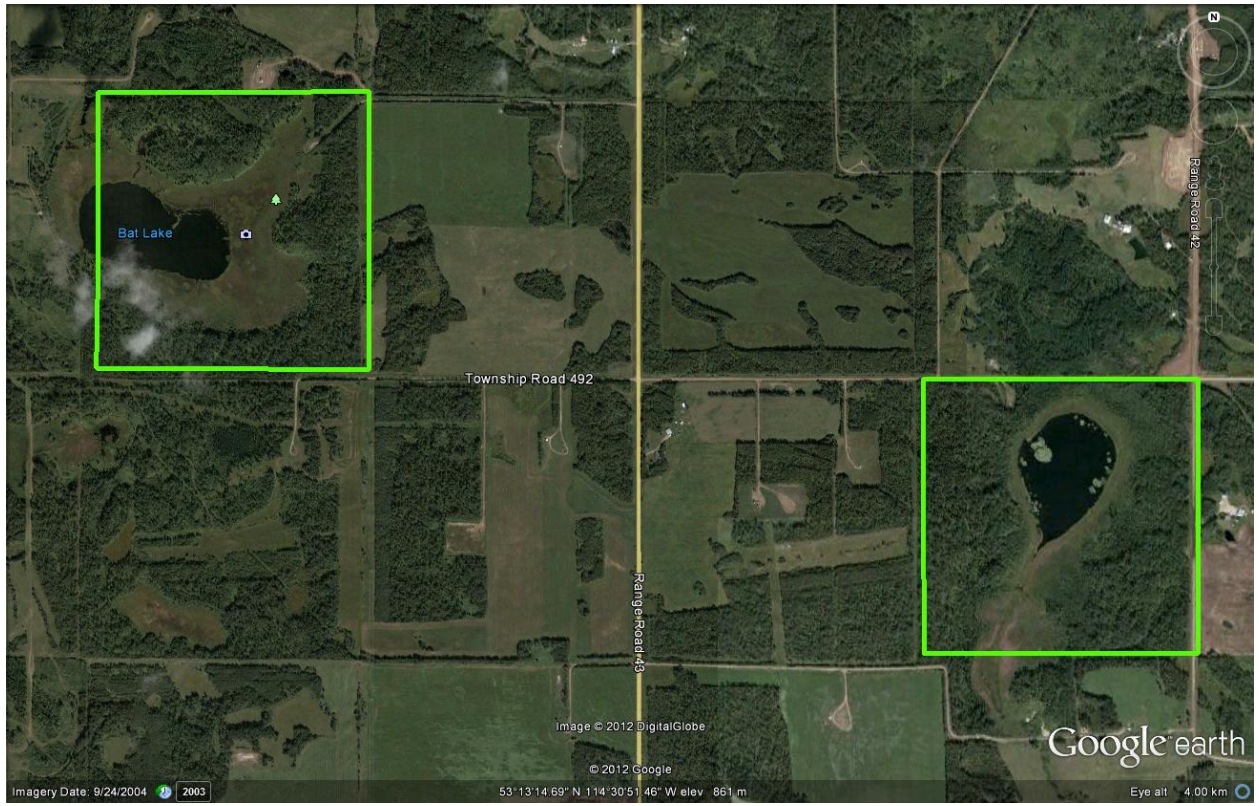 N
Range Road 42
Bat Lake
Township Road 492
Range Road 43
Image © 2012 DigitalGlobe
© 2012 Google
Google earth
Imagery Date: 9/24/2004 2003 53°13'14.69" N 114°30'51.46" W elev 861 m Eye alt 4.00 km